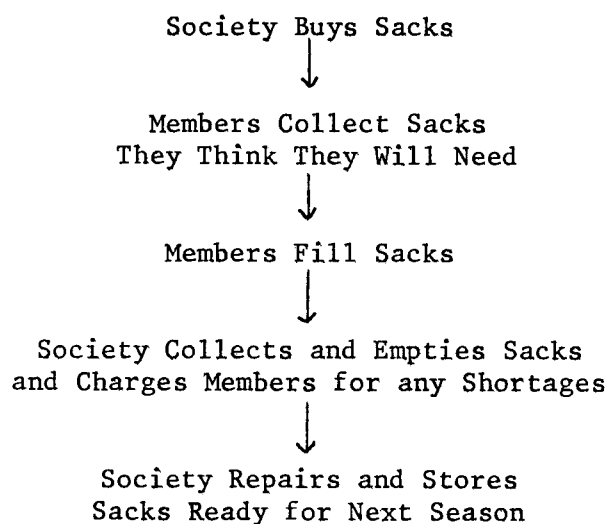 Society Buys Sacks
Members Collect Sacks
They Think They Will Need
Members Fill Sacks
Society Collects and Empties Sacks
and Charges Members for any Shortages
Society Repairs and Stores
Sacks Ready for Next Season